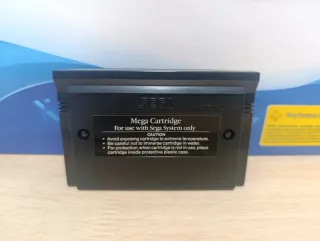 SEGA
Mega Cartridge
For use with Sega System only
CAUTION
• Avoid exposing cartridge to extreme temperature.
• Be careful not to immerse cartridge in water.
• For protection, when cartridge is not in use, place
cartridge inside protective plastic case.